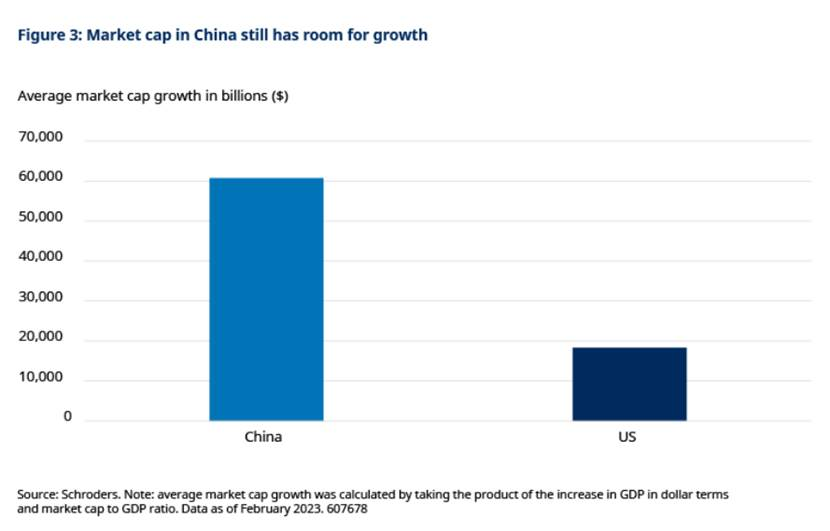 Figure 3: Market cap in China still has room for growth
Average market cap growth in billions ($)
70,000
60,000
50,000
40,000
30,000
20,000
10,000
0
China
US
Source: Schroders. Note: average market cap growth was calculated by taking the product of the increase in GDP in dollar terms
and market cap to GDP ratio. Data as of February 2023. 607678